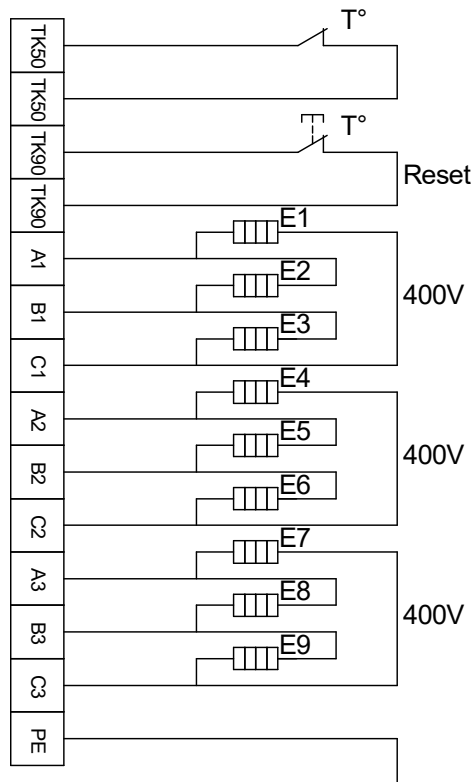 TK50
T°
TK50
TK90
T°
TK90
Reset
A1
E1
E2
B1
400V
E3
C1
E4
A2
E5
400V
B2
E6
C2
E7
A3
E8
400V
B3
E9
C3
PE